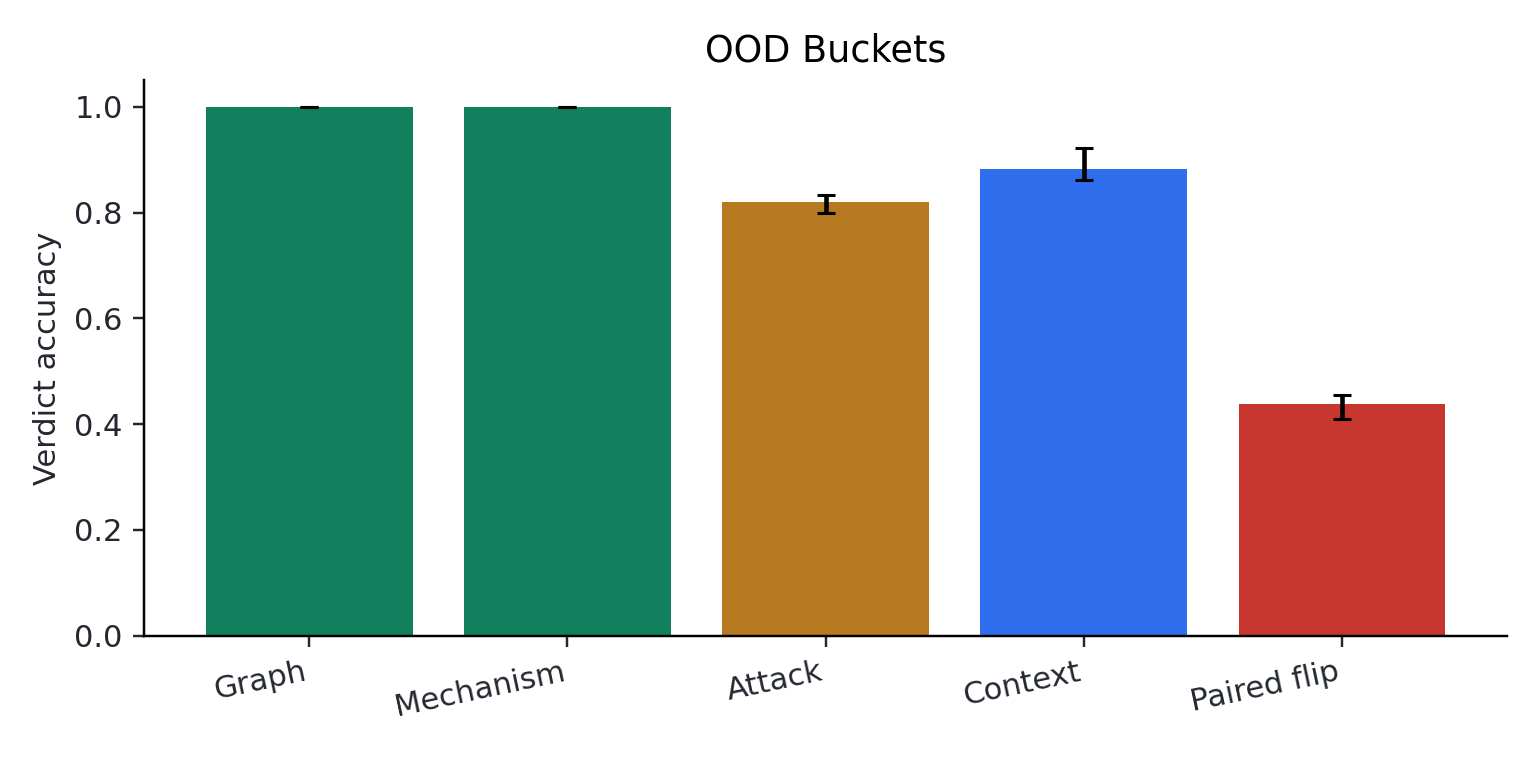 OOD Buckets
Verdict accuracy
1.0
0.8
0.6
0.4
0.2
0.0
Graph
Mechanism
Attack
Context
Paired flip